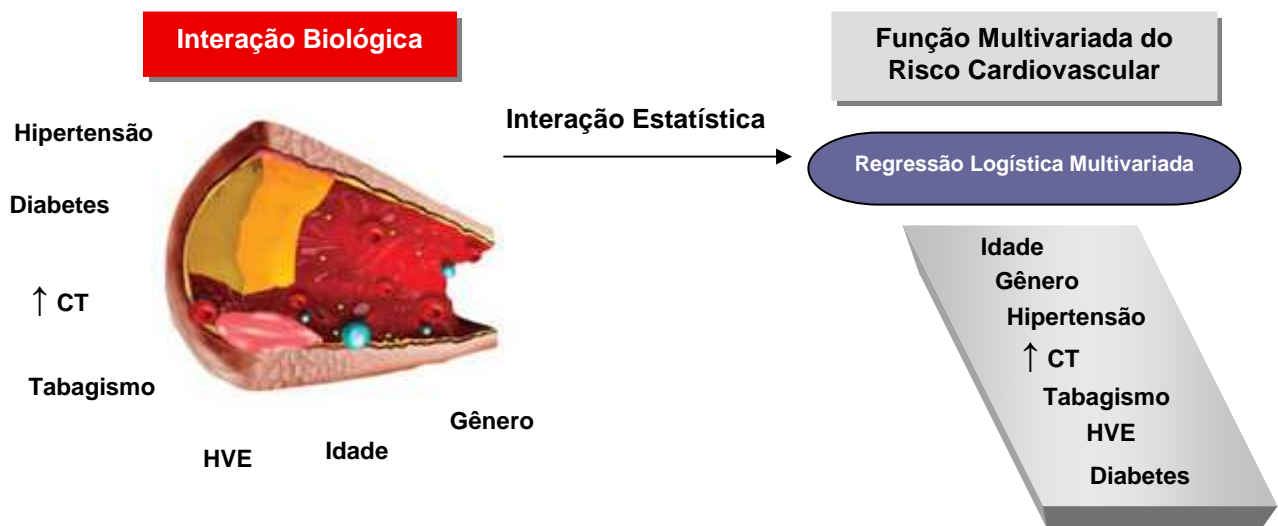 Interação Biológica
Hipertensão
Diabetes
↑ CT
Tabagismo
HVE
Idade
Gênero
Interação Estatística
Função Multivariada do
Risco Cardiovascular
Regressão Logística Multivariada
Idade
Gênero
Hipertensão
↑ CT
Tabagismo
HVE
Diabetes